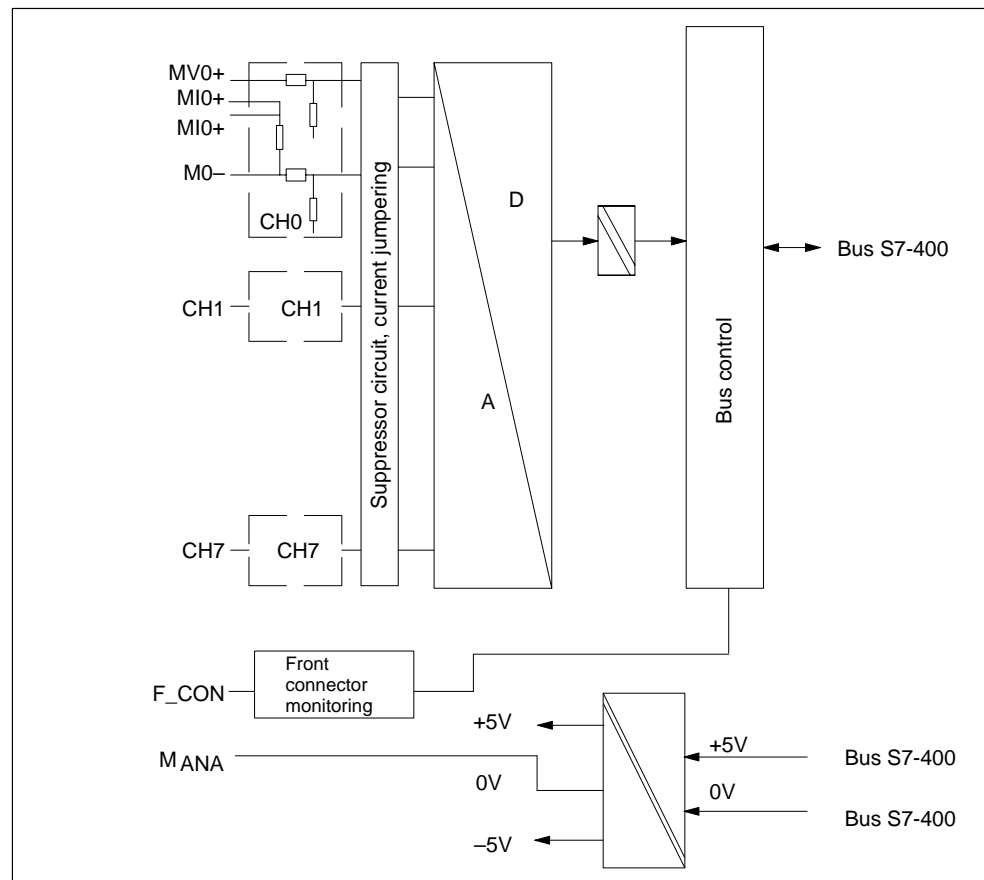 MV0+
MI0+
MI0+
M0–
CH0
CH1
CH1
CH7
CH7
Suppressor circuit, current jumpering
D
A
Bus control
Bus S7-400
F_CON
Front
connector
monitoring
MANA
+5V
0V
–5V
+5V
0V
Bus S7-400
Bus S7-400